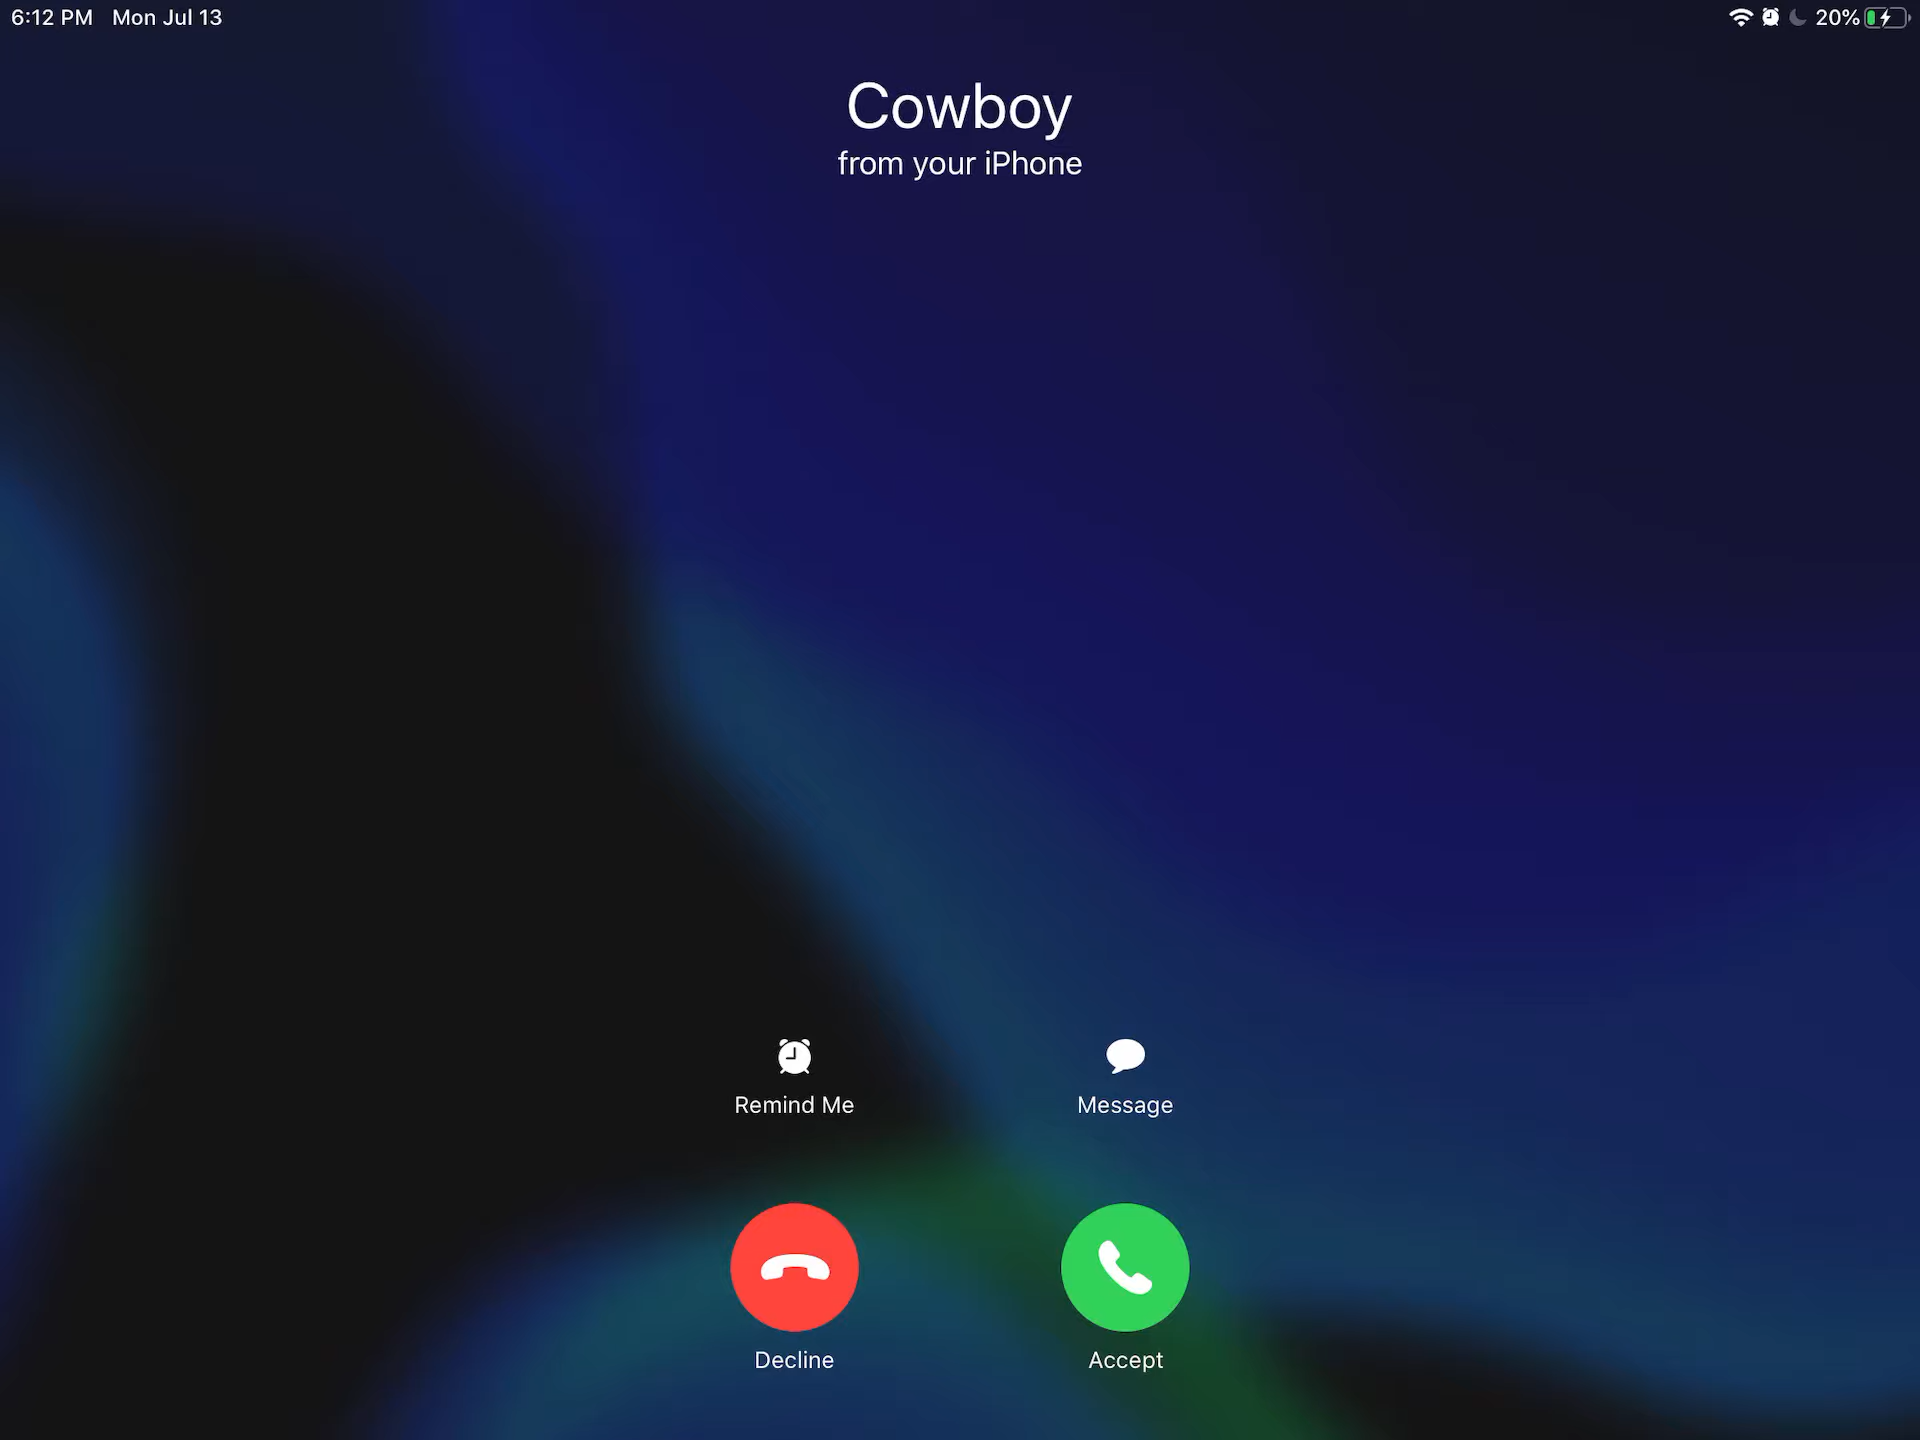 6:12 PM Mon Jul 13
20%
Cowboy
from your iPhone
Remind Me
Message
Decline
Accept